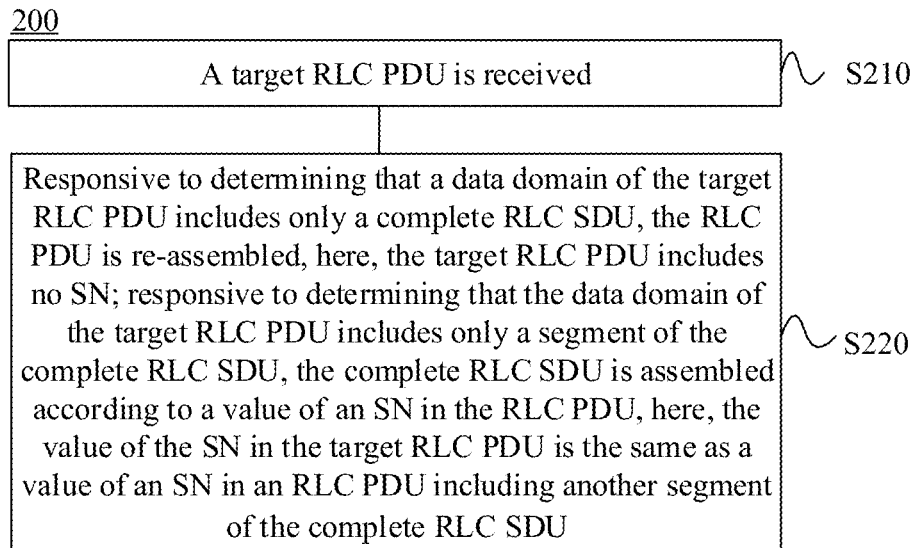 200
A target RLC PDU is received
S210
Responsive to determining that a data domain of the target
RLC PDU includes only a complete RLC SDU, the RLC
PDU is re-assembled, here, the target RLC PDU includes
no SN; responsive to determining that the data domain of
the target RLC PDU includes only a segment of the
complete RLC SDU, the complete RLC SDU is assembled
according to a value of an SN in the RLC PDU, here, the
value of the SN in the target RLC PDU is the same as a
value of an SN in an RLC PDU including another segment
of the complete RLC SDU
S220